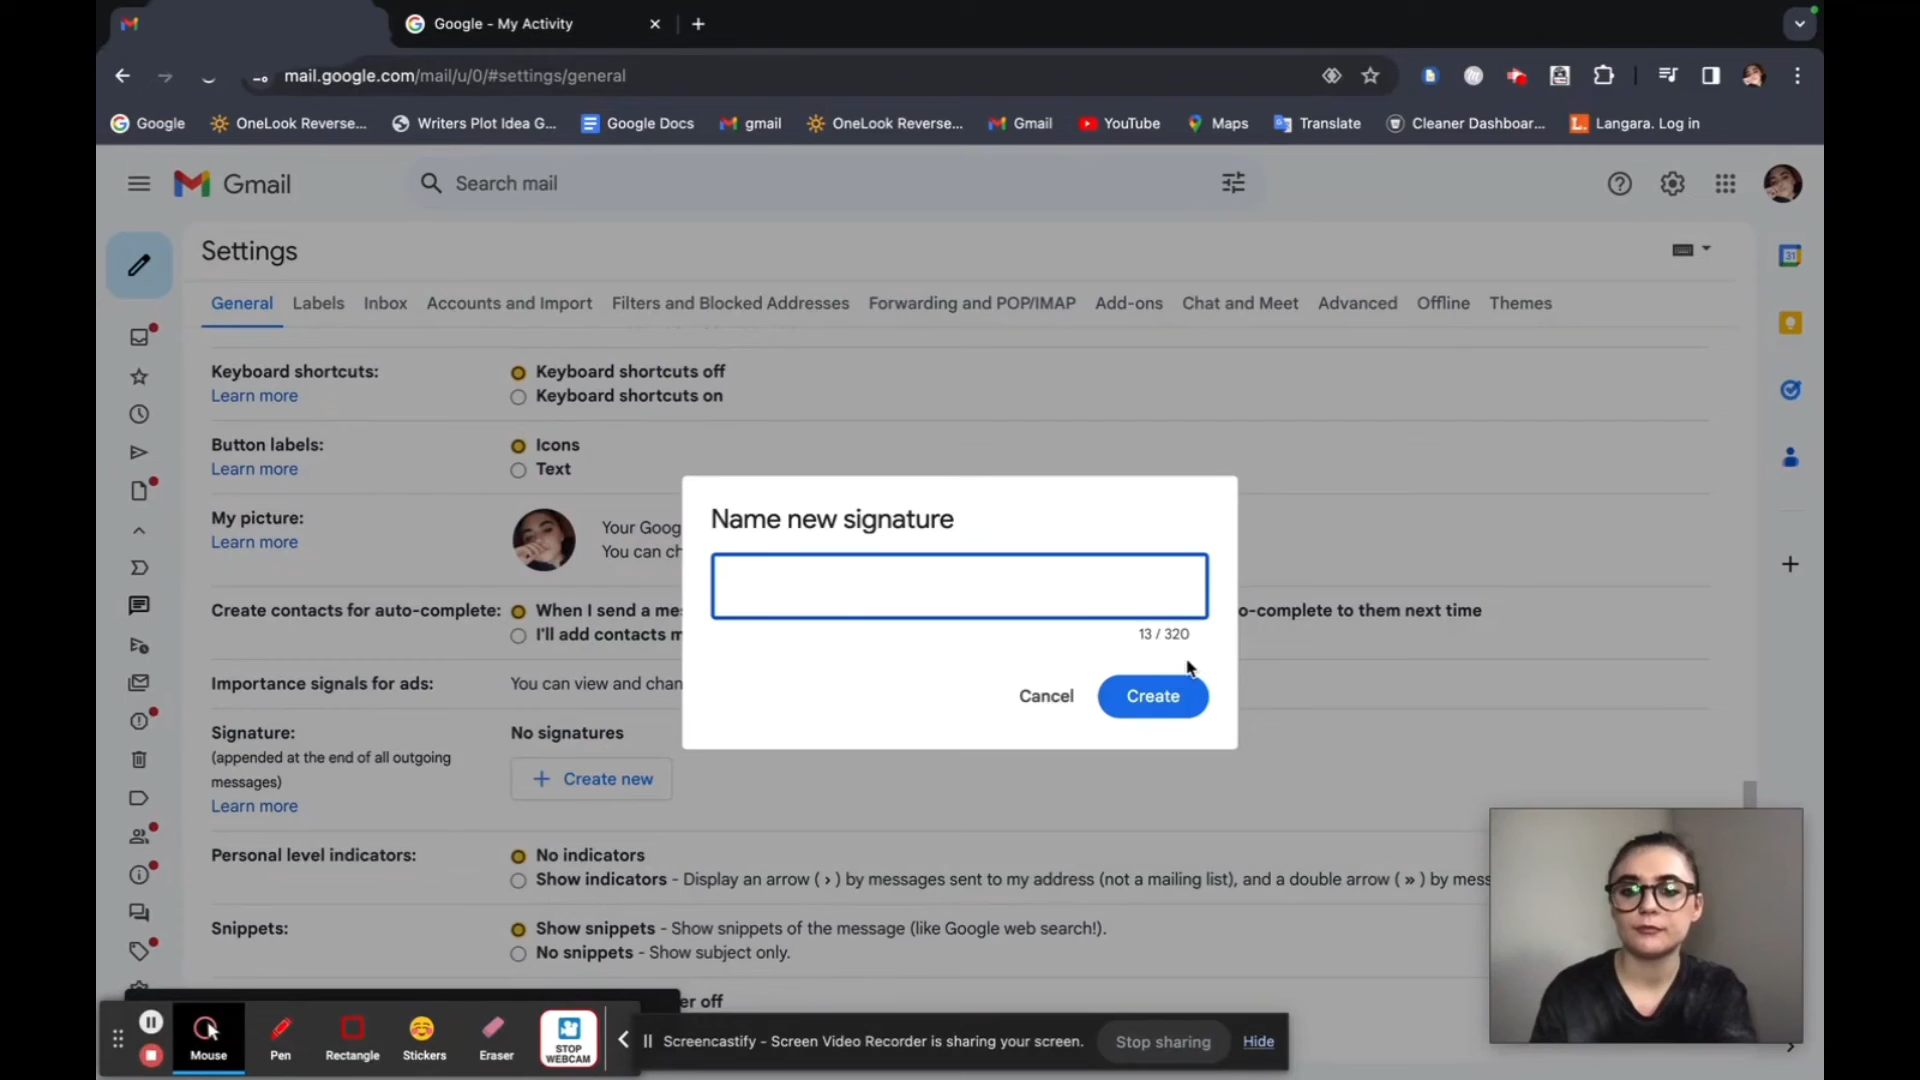 Google - My Activity
mail.google.com/mail/u/0/#settings/general
Google
OneLook Reverse...
Writers Plot Idea G...
Google Docs
gmail
OneLook Reverse...
Gmail
YouTube
Maps
Translate
Cleaner Dashboar...
L.
Langara. Log in
Gmail
Search mail
Settings
31
General
Labels
Inbox
Accounts and Import
Filters and Blocked Addresses
Forwarding and POP/IMAP
Add-ons
Chat and Meet
Advanced
Offline
Themes
Keyboard shortcuts:
Learn more
Keyboard shortcuts off
Keyboard shortcuts on
Button labels:
Learn more
Icons
Text
My picture:
Learn more
Your Goog
You can ch
Create contacts for auto-complete:
When I send a me
o-complete to them next time
I'll add contacts m
Importance signals for ads:
You can view and chan
Name new signature
13 / 320
Cancel
Create
Signature:
(appended at the end of all outgoing
messages)
Learn more
No signatures
+ Create new
Personal level indicators:
No indicators
Show indicators - Display an arrow ( › ) by messages sent to my address (not a mailing list), and a double arrow ( » ) by mess
Snippets:
Show snippets - Show snippets of the message (like Google web search!).
No snippets - Show subject only.
er off
Mouse
Pen
Rectangle
Stickers
Eraser
STOP
WEBCAM
Screencastify - Screen Video Recorder is sharing your screen.
Stop sharing
Hide